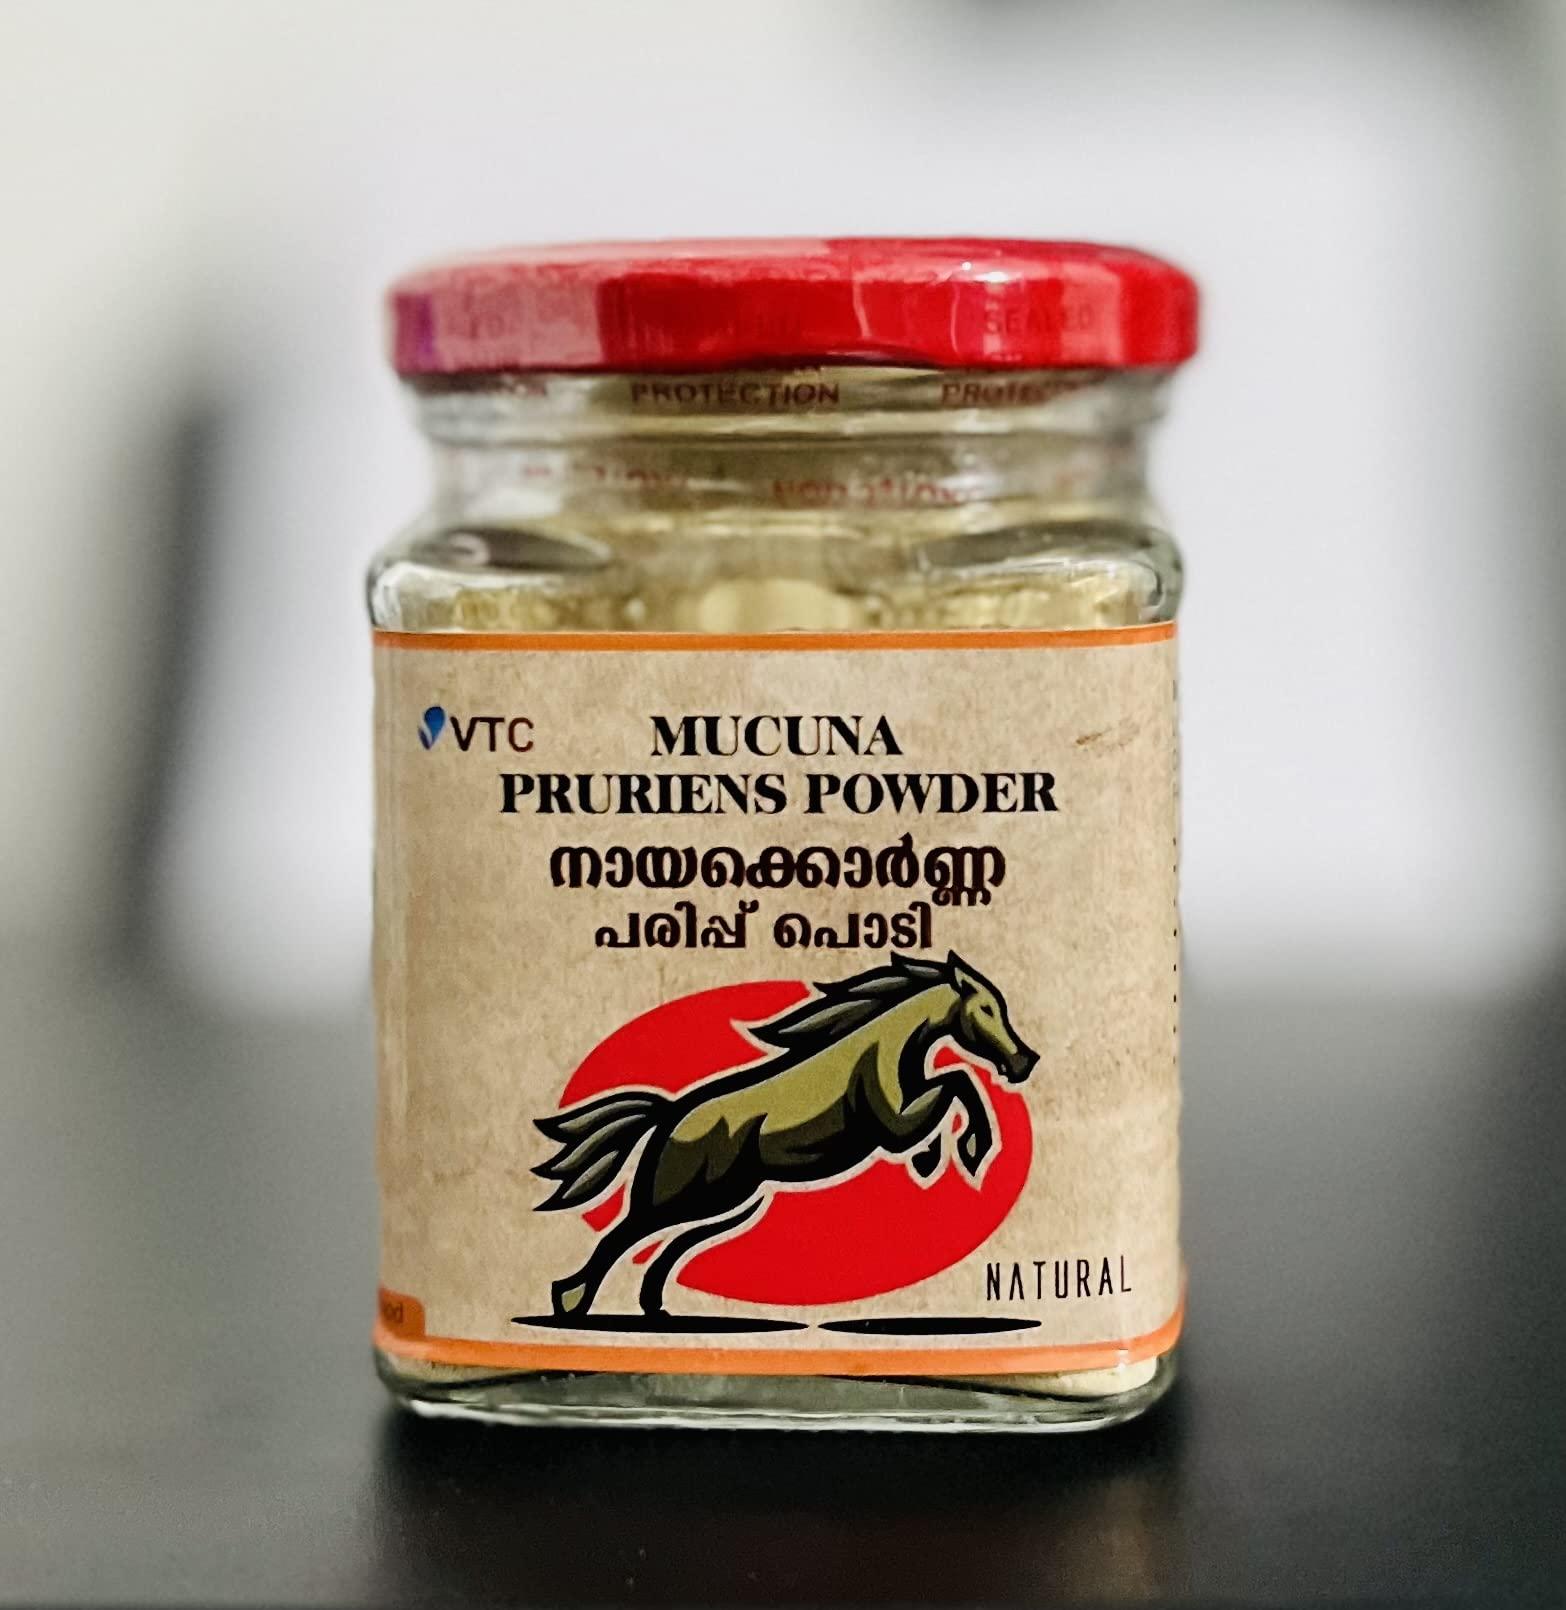 SEALED
PROTECTION
VTC
MUCUNA
PRURIENS POWDER
നായക്കൊർണ്ണ
പരിപ്പ് പൊടി
NATURAL